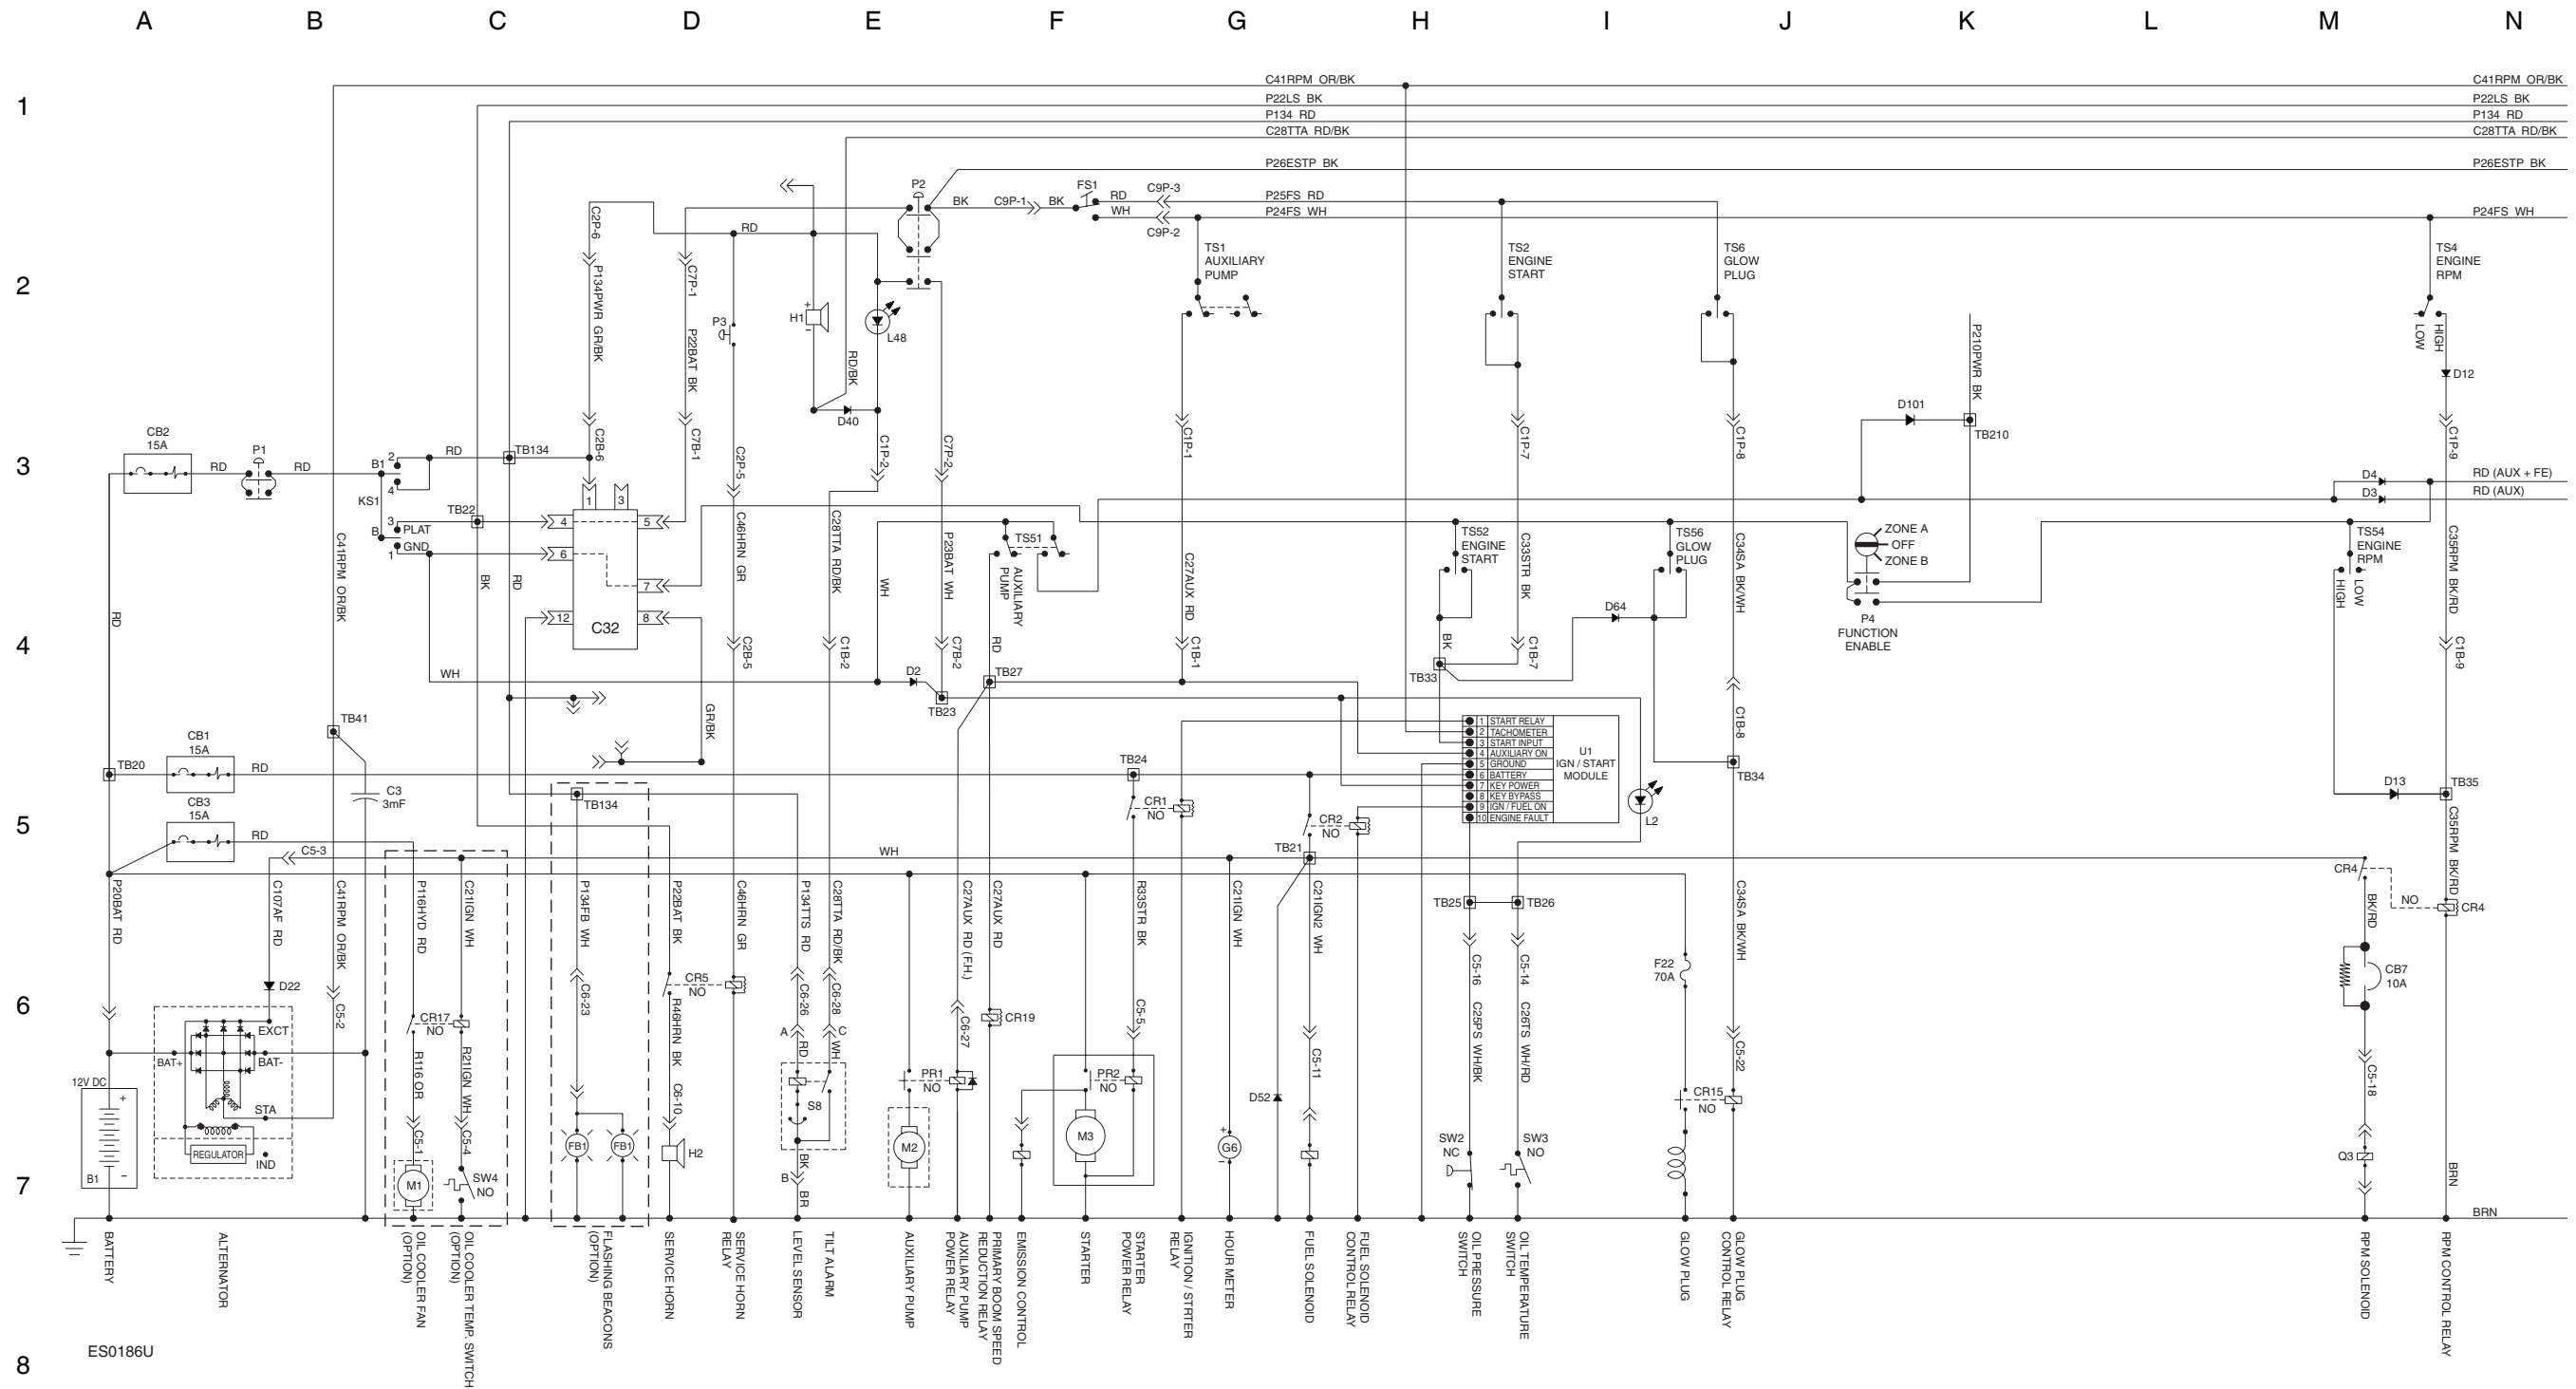 A B C D E F G H I J K L M N
1
2
3
4
5
6
7
8
C41RPM OR/BK
P22LS BK
P134 RD
C28TTA RD/BK
P26ESTP BK
P25FS RD
P24FS WH
C41RPM OR/BK
P22LS BK
P134 RD
C28TTA RD/BK
P26ESTP BK
P24FS WH
P2
BK
C9P-1
BK
FS1
RD
WH
C9P-3
C9P-2
C2P-6
RD
P134PWR GR/BK
C7P-1
P22BAT BK
P3
H1
+
−
RD/BK
L48
D40
TS1
AUXILIARY
PUMP
TS2
ENGINE
START
TS6
GLOW
PLUG
TS4
ENGINE
RPM
LOW
HIGH
D12
P210PWR BK
D101
TB210
CB2
15A
RD
P1
RD
B1
2
4
KS1
B
3
1
PLAT
GND
RD
TB134
TB22
C2B-6
C7B-1
C2P-5
C1P-2
C7P-2
C1P-1
C1P-7
C1P-8
C1P-9
1
3
4
5
6
7
12
8
C32
C41RPM OR/BK
BK
RD
C46HRN GR
C28TTA RD/BK
WH
P23BAT WH
TS51
AUXILIARY
PUMP
RD
C27AUX RD
TS52
ENGINE
START
BK
C33STR BK
TS56
GLOW
PLUG
D64
C34SA BK/WH
ZONE A
OFF
ZONE B
P4
FUNCTION
ENABLE
D4
D3
RD (AUX + FE)
RD (AUX)
TS54
ENGINE
RPM
HIGH
LOW
C35RPM BK/RD
RD
C2B-5
C1B-2
C7B-2
C1B-1
C1B-7
C1B-9
WH
D2
TB23
TB27
TB33
GR/BK
TB41
CB1
15A
TB20
RD
CB3
15A
RD
C3
3mF
TB134
TB24
CR1
NO
CR2
NO
TB21
1 START RELAY
2 TACHOMETER
3 START INPUT
4 AUXILIARY ON
5 GROUND
6 BATTERY
7 KEY POWER
8 KEY BYPASS
9 IGN / FUEL ON
10 ENGINE FAULT
U1
IGN / START
MODULE
L2
C1B-8
TB34
D13
TB35
C35RPM BK/RD
C5-3
WH
P20BAT RD
C107AF RD
C41RPM OR/BK
P116HYD RD
C21IGN WH
P134FB WH
P22BAT BK
C46HRN GR
P134TTS RD
C28TTA RD/BK
C27AUX RD (F.H.)
C27AUX RD
R33STR BK
C21IGN WH
C21IGN2 WH
TB25
TB26
C34SA BK/WH
CR4
BK/RD
NO
CR4
D22
C5-2
CR17
NO
C6-23
CR5
NO
C6-26
C6-28
C6-27
CR19
C5-5
C5-11
C5-16
C5-14
C25PS WH/BK
C26TS WH/RD
F22
70A
C5-22
CB7
10A
C5-18
EXCT
BAT+
BAT-
STA
REGULATOR
IND
12V DC
+
−
B1
R116 OR
R21IGN WH
C5-1
C5-4
M1
SW4
NO
FB1
FB1
R46HRN BK
C6-10
H2
A
RD
C
WH
S8
BK
B
BR
PR1
NO
M2
PR2
NO
M3
D52
+
−
G6
SW2
NC
SW3
NO
CR15
NO
Q3
BRN
BRN
BATTERY
ALTERNATOR
OIL COOLER FAN
(OPTION)
OIL COOLER TEMP. SWITCH
(OPTION)
FLASHING BEACONS
(OPTION)
SERVICE HORN
SERVICE HORN
RELAY
LEVEL SENSOR
TILT ALARM
AUXILIARY PUMP
AUXILIARY PUMP
POWER RELAY
PRIMARY BOOM SPEED
REDUCTION RELAY
EMISSION CONTROL
STARTER
STARTER
POWER RELAY
IGNITION / STRTER
RELAY
HOUR METER
FUEL SOLENOID
FUEL SOLENOID
CONTROL RELAY
OIL PRESSURE
SWITCH
OIL TEMPERATURE
SWITCH
GLOW PLUG
GLOW PLUG
CONTROL RELAY
RPM SOLENOID
RPM CONTROL RELAY
ES0186U